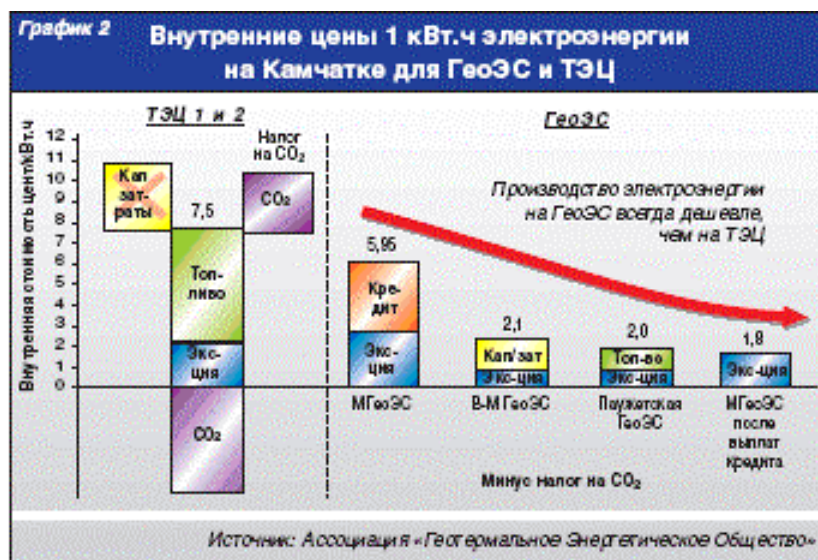 График 2
Внутренние цены 1 кВт.ч электроэнергии
на Камчатке для ГеоЭС и ТЭЦ
Внутренняя стоимость цент/кВт.ч
ТЭЦ 1 и 2
ГеоЭС
12
11
10
9
8
7
6
5
4
3
2
1
0
Кап
зат-
раты
7,5
Топ-
ливо
Экс-
ция
CO₂
Налог
на CO₂
CO₂
Производство электроэнергии
на ГеоЭС всегда дешевле,
чем на ТЭЦ
5,95
Кре-
дит
Экс-
ция
МГеоЭС
2,1
Кап/зат
Экс-ция
В-М ГеоЭС
2,0
Топ-во
Экс-ция
Паужетская
ГеоЭС
1,8
Экс-ция
МГеоЭС
после
выплат
кредита
Минус налог на CO₂
Источник: Ассоциация «Геотермальное Энергетическое Общество»